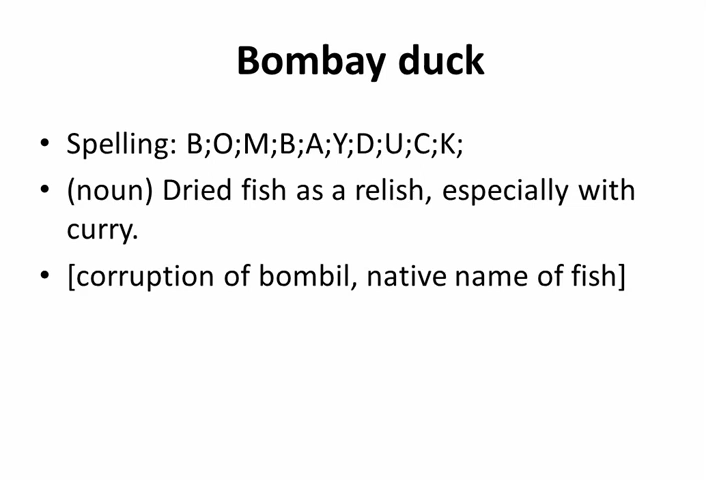 Bombay duck
• Spelling: B;O;M;B;A;Y;D;U;C;K;
• (noun) Dried fish as a relish, especially with
curry.
• [corruption of bombil, native name of fish]